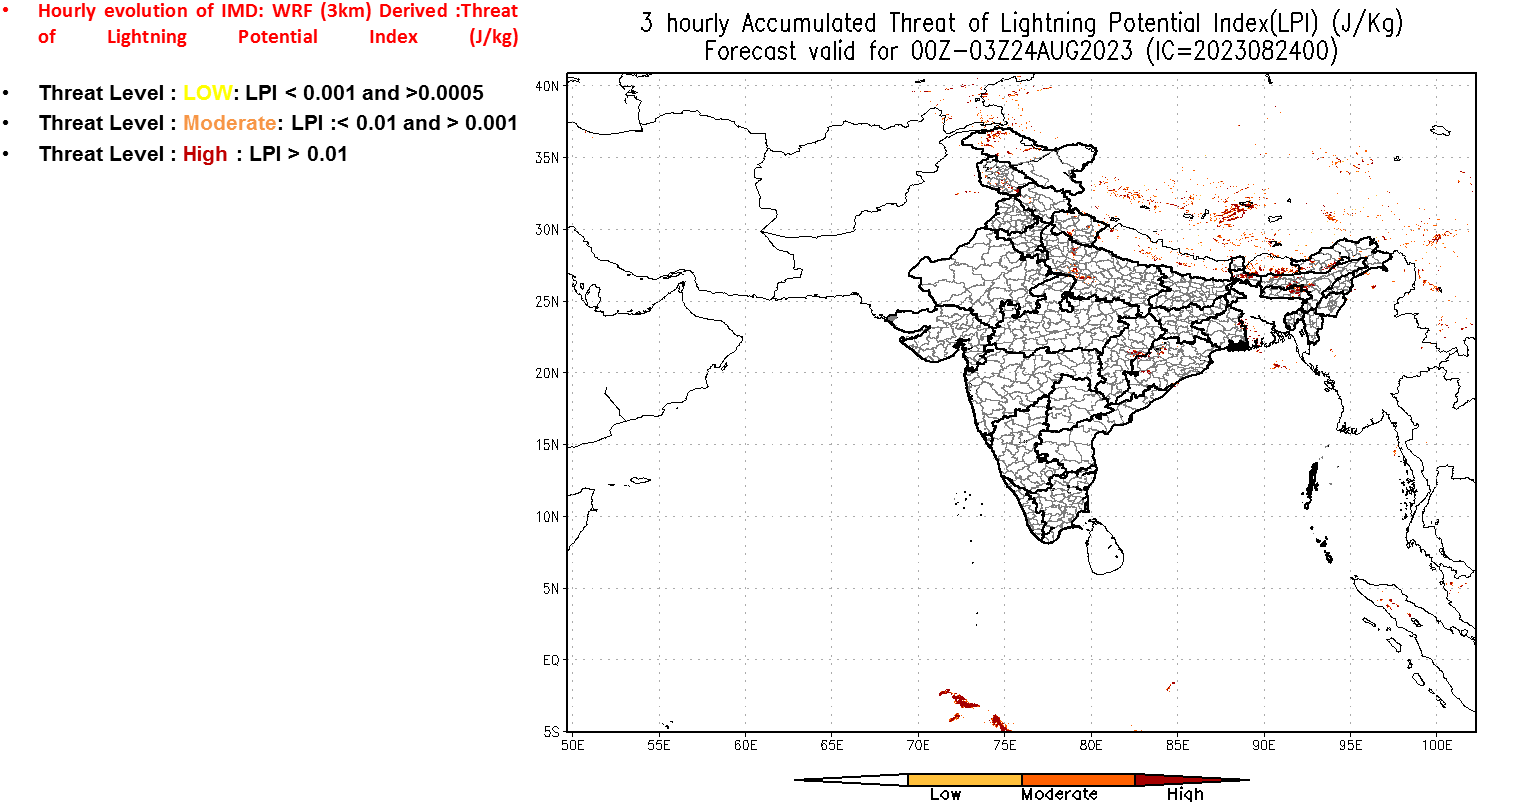 • Hourly evolution of IMD: WRF (3km) Derived :Threat
of Lightning Potential Index (J/kg)
• Threat Level : LOW: LPI < 0.001 and >0.0005
• Threat Level : Moderate: LPI :< 0.01 and > 0.001
• Threat Level : High : LPI > 0.01
3 hourly Accumulated Threat of Lightning Potential Index(LPI) (J/Kg)
Forecast valid for 00Z-03Z24AUG2023 (IC=2023082400)
40N
35N
30N
25N
20N
15N
10N
5N
EQ
5S
50E 55E 60E 65E 70E 75E 80E 85E 90E 95E 100E
Low Moderate High